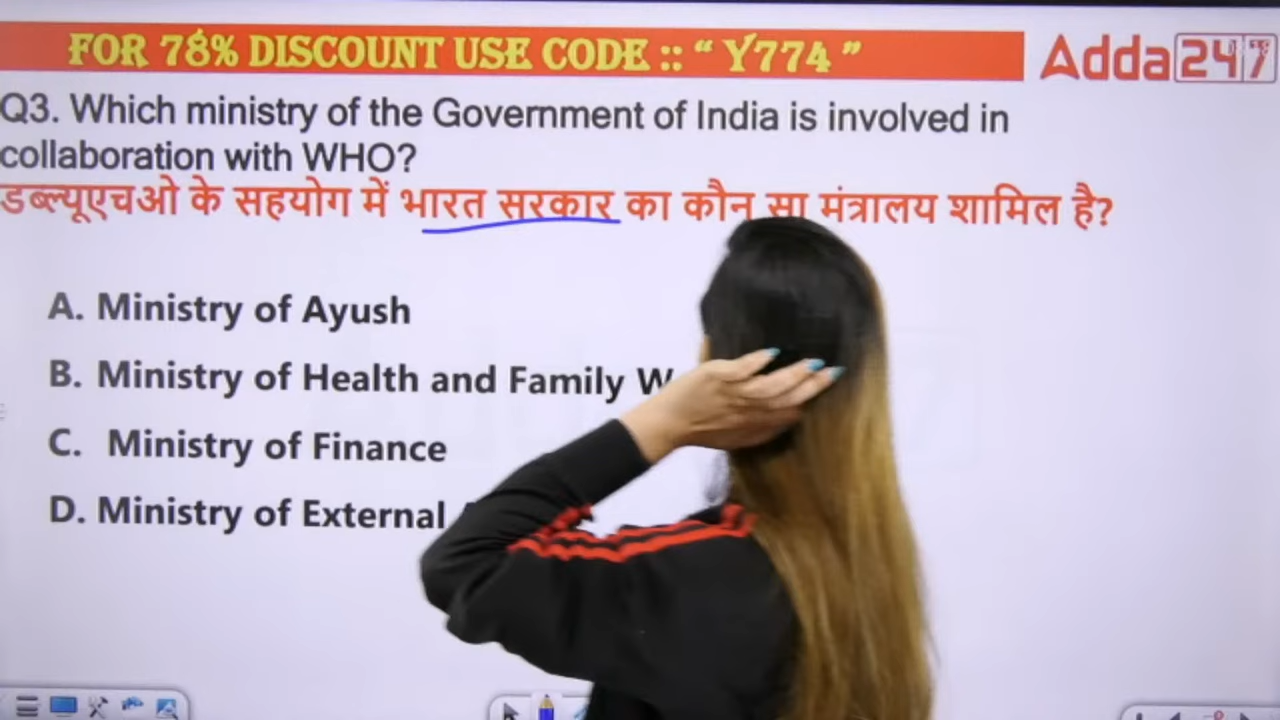 FOR 78% DISCOUNT USE CODE :: “ Y774 ”
Adda 247
Q3. Which ministry of the Government of India is involved in
collaboration with WHO?
डब्ल्यूएचओ के सहयोग में भारत सरकार का कौन सा मंत्रालय शामिल है?
A. Ministry of Ayush
B. Ministry of Health and Family
C. Ministry of Finance
D. Ministry of External